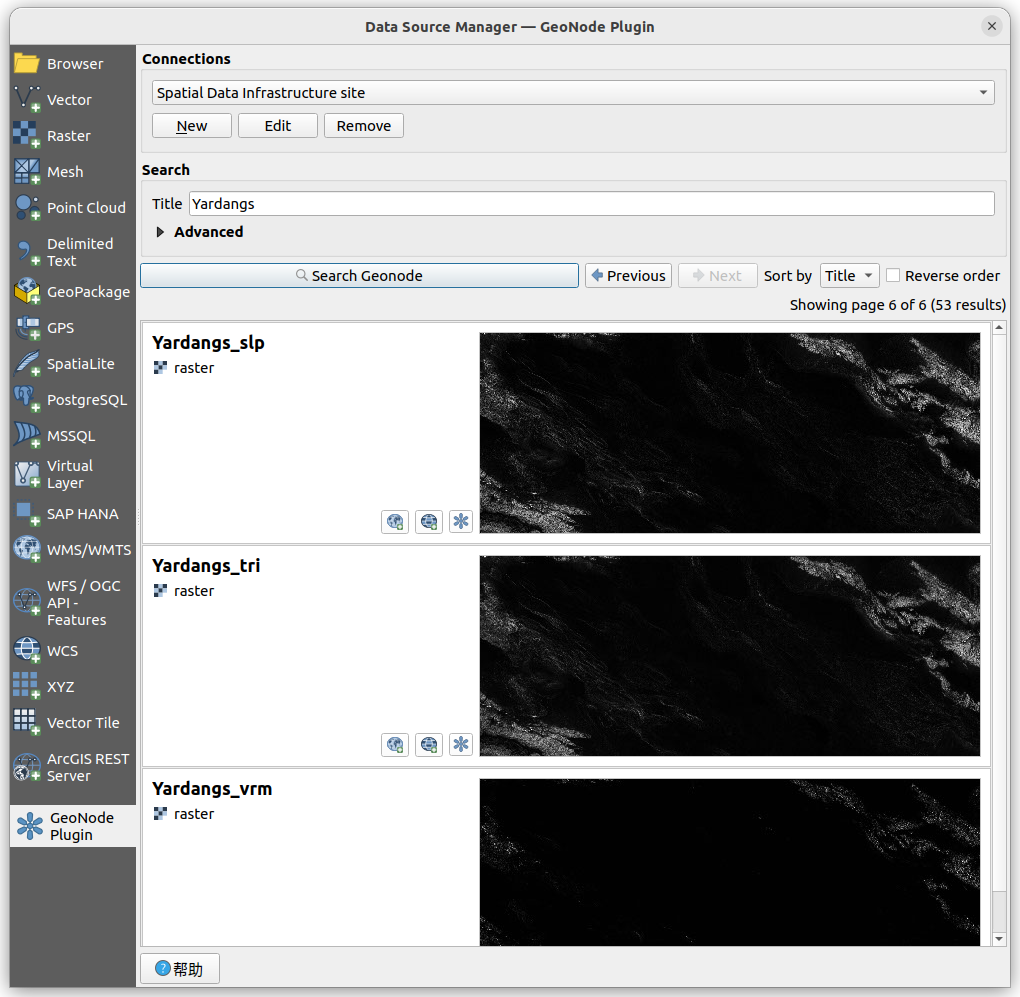 Data Source Manager — GeoNode Plugin
Browser
Vector
Raster
Mesh
Point Cloud
Delimited
Text
GeoPackage
GPS
SpatiaLite
PostgreSQL
MSSQL
Virtual
Layer
SAP HANA
WMS/WMTS
WFS / OGC
API -
Features
WCS
XYZ
Vector Tile
ArcGIS REST
Server
GeoNode
Plugin
Connections
Spatial Data Infrastructure site
New Edit Remove
Search
Title Yardangs
Advanced
Search Geonode Previous Next Sort by Title Reverse order
Showing page 6 of 6 (53 results)
Yardangs_slp
raster
Yardangs_tri
raster
Yardangs_vrm
raster
帮助